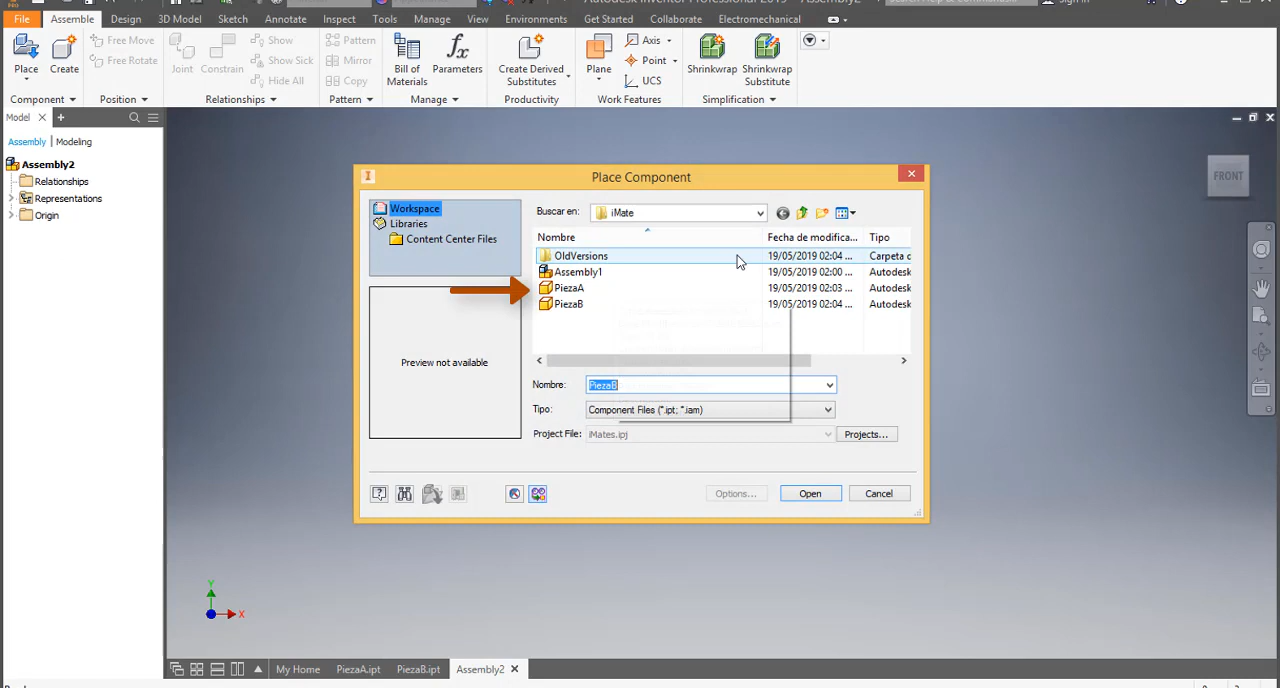 Autodesk Inventor Professional 2019 Assembly2
File Assemble Design 3D Model Sketch Annotate Inspect Tools Manage View Environments Get Started Collaborate Electromechanical
Place
Create
Free Move
Free Rotate
Joint
Constrain
Show
Show Sick
Hide All
Pattern
Mirror
Copy
Bill of
Materials
Parameters
Create Derived
Substitutes
Plane
Axis
Point
UCS
Shrinkwrap
Shrinkwrap
Substitute
Component Position Relationships Pattern Manage Productivity Work Features Simplification
Model
Assembly Modeling
Assembly2
Relationships
Representations
Origin
FRONT
Place Component
Workspace
Libraries
Content Center Files
Preview not available
Buscar en: iMate
Nombre Fecha de modifica... Tipo
OldVersions 19/05/2019 02:04 ... Carpeta d
Assembly1 19/05/2019 02:00 ... Autodesk
PiezaA 19/05/2019 02:03 ... Autodesk
PiezaB 19/05/2019 02:04 ... Autodesk
Nombre: PiezaB
Tipo: Component Files (*.ipt; *.iam)
Project File: iMates.ipj Projects...
Options... Open Cancel
Y
X
My Home PiezaA.ipt PiezaB.ipt Assembly2